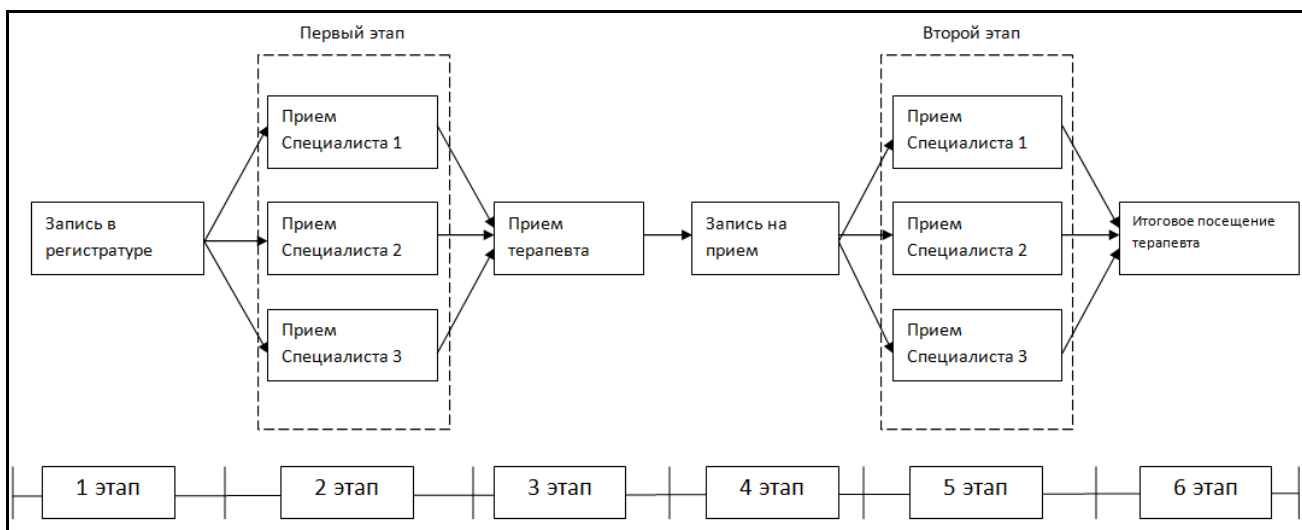 Первый этап
Второй этап
Прием
Специалиста 1
Прием
Специалиста 1
Запись в
регистратуре
Прием
Специалиста 2
Прием
терапевта
Запись на
прием
Прием
Специалиста 2
Итоговое посещение
терапевта
Прием
Специалиста 3
Прием
Специалиста 3
1 этап
2 этап
3 этап
4 этап
5 этап
6 этап